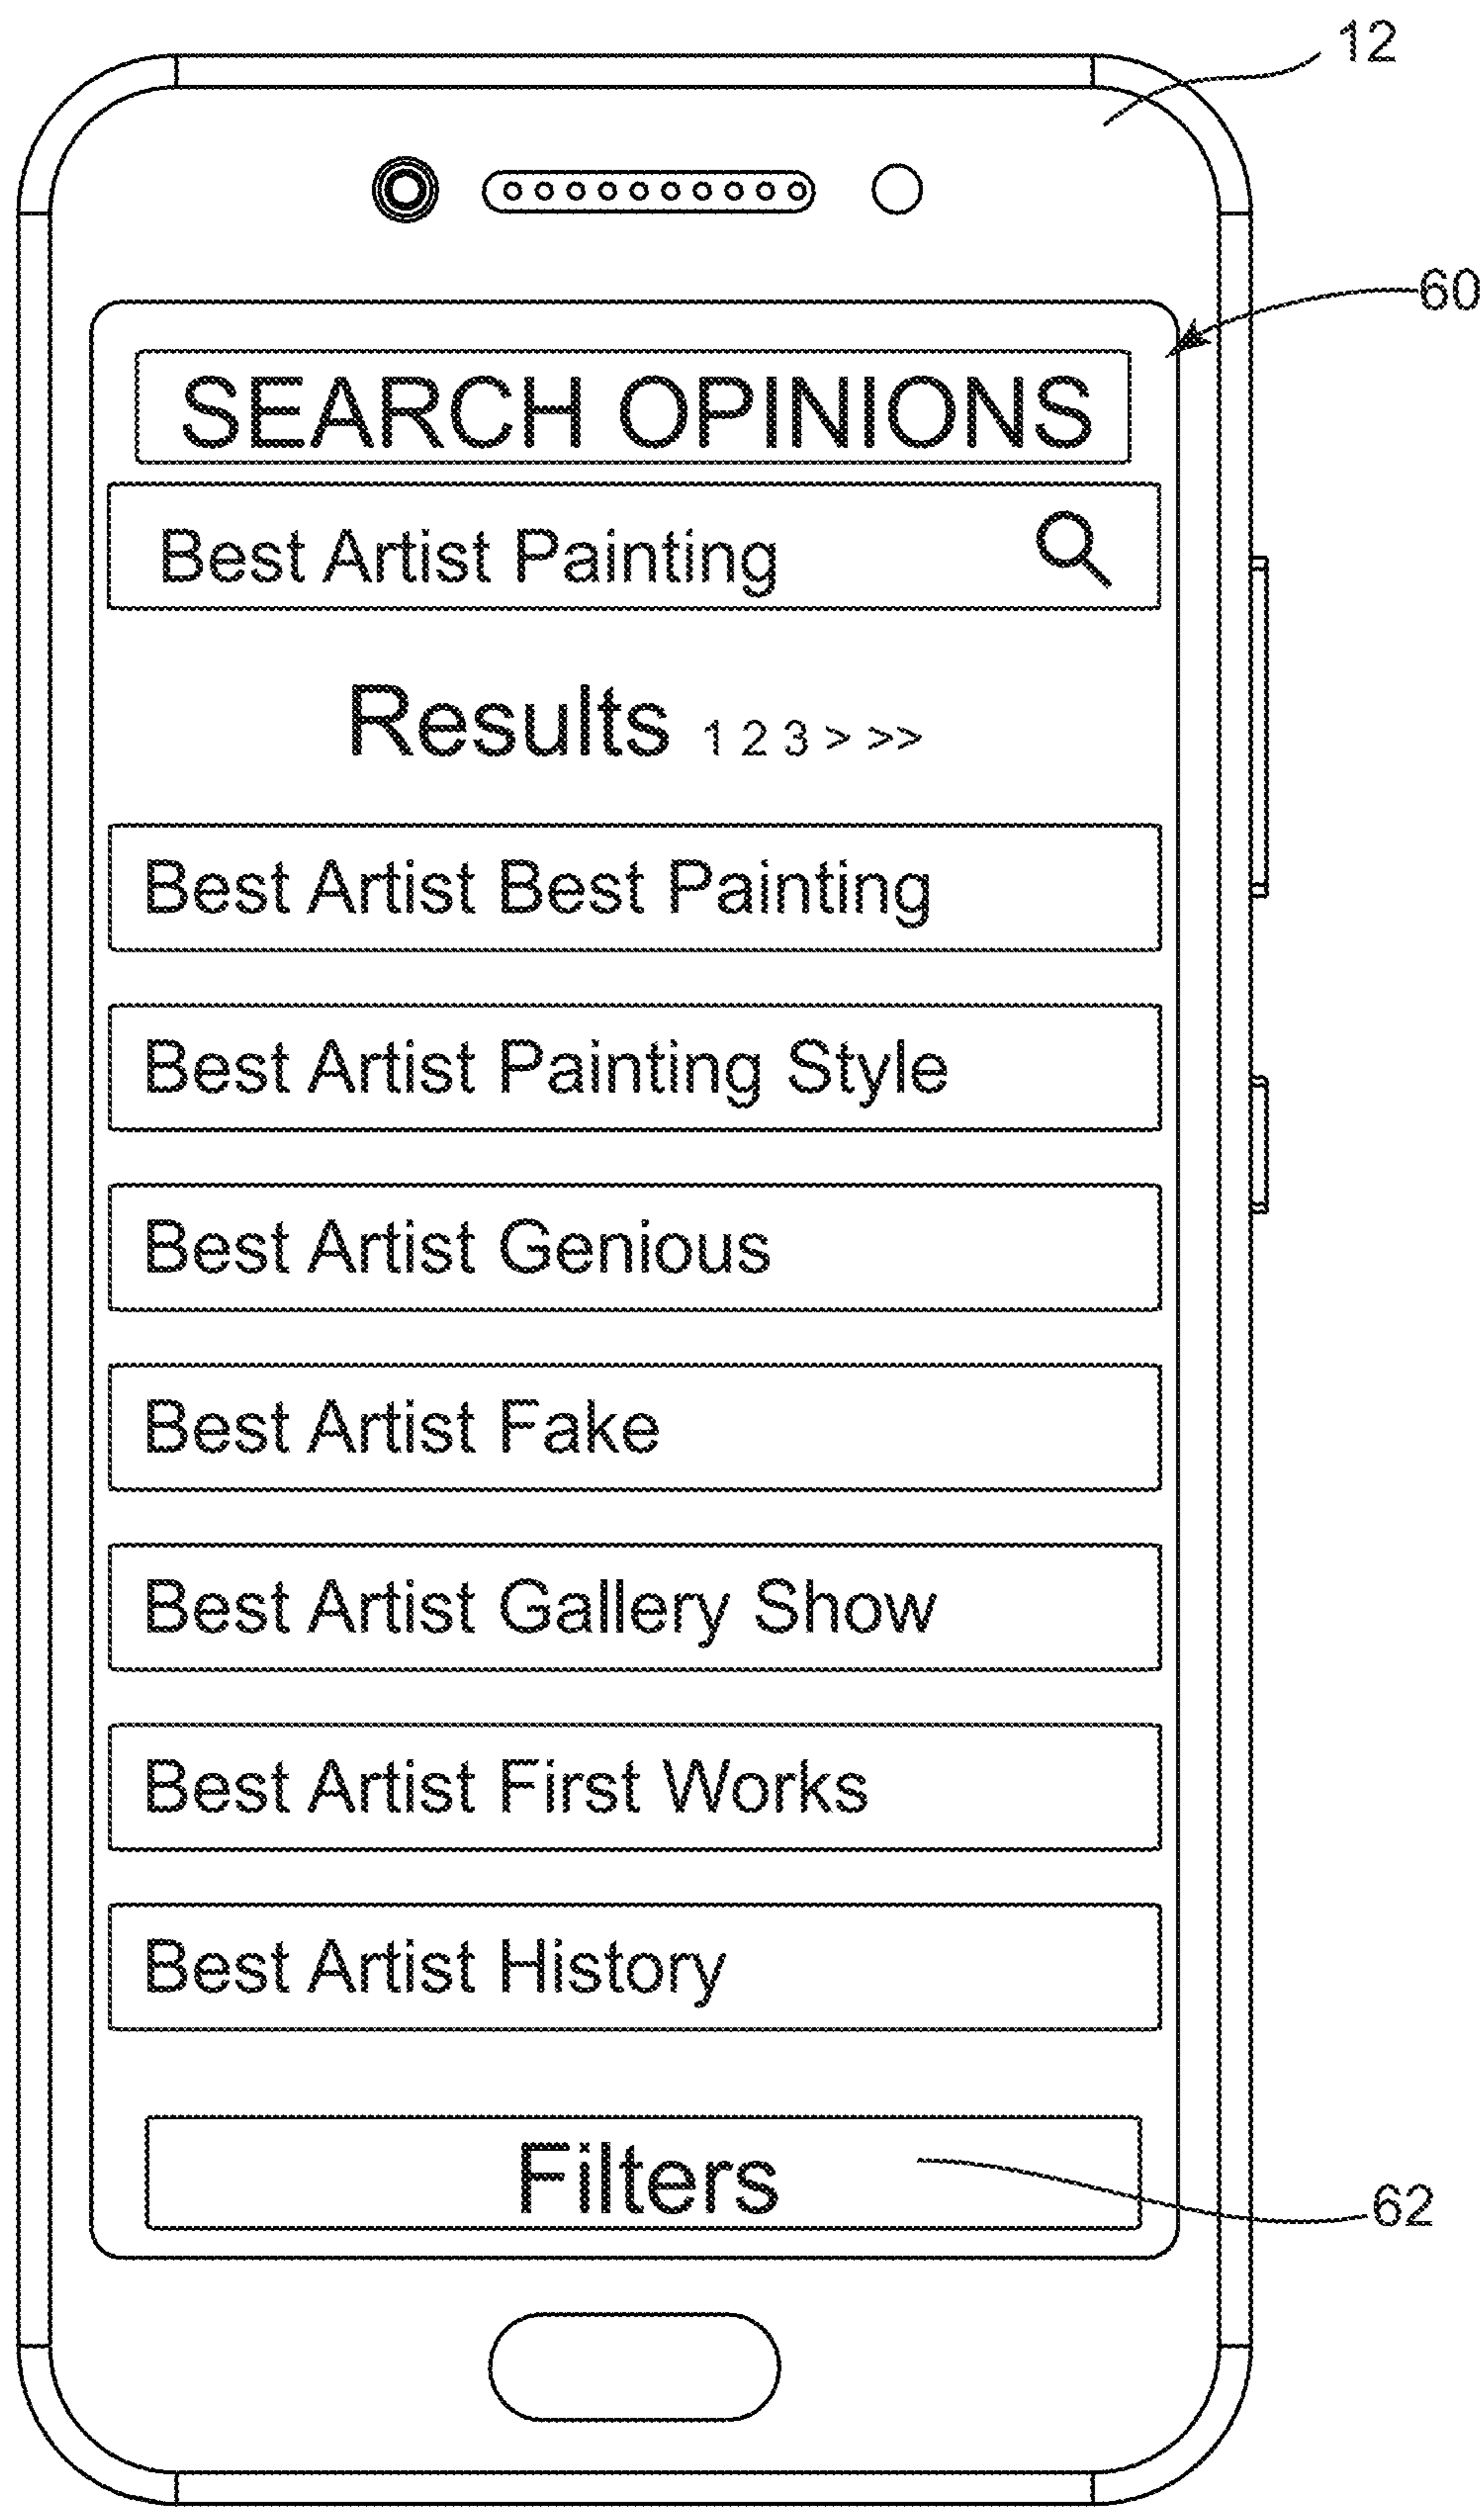 12
60
SEARCH OPINIONS
Best Artist Painting
Results 1 2 3 > >>
Best Artist Best Painting
Best Artist Painting Style
Best Artist Genious
Best Artist Fake
Best Artist Gallery Show
Best Artist First Works
Best Artist History
Filters
62